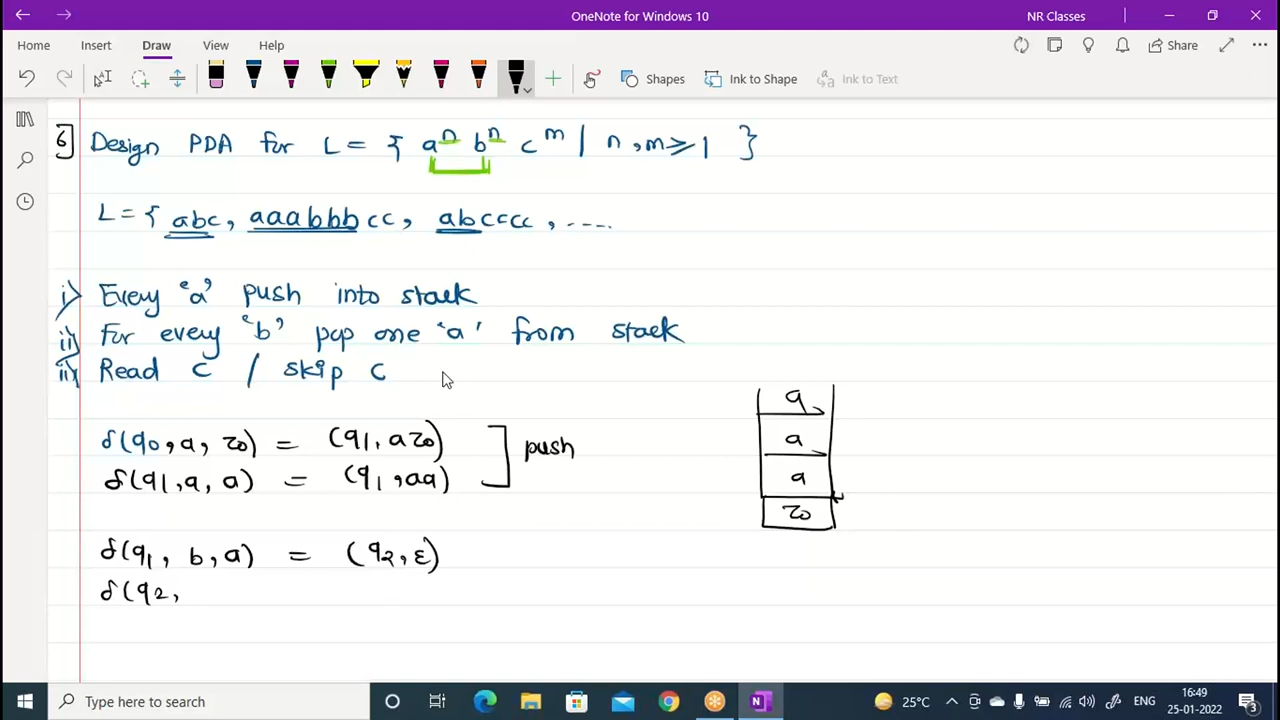 OneNote for Windows 10
NR Classes
Home Insert Draw View Help
Share
Shapes
Ink to Shape
Ink to Text
6] Design PDA for L = { aⁿ bⁿ cᵐ | n,m≥1 }
L = { abc, aaabbbcc, abcccc, ....
i) Every 'a' push into stack
ii) For every 'b' pop one 'a' from stack
iii) Read c / skip c
δ(q0,a, z0) = (q1, az0)
δ(q1,a, a) = (q1,aa)
push
δ(q1, b,a) = (q2,ε)
δ(q2,
a
a
a
z0
Type here to search
25°C
ENG
16:49
25-01-2022
3